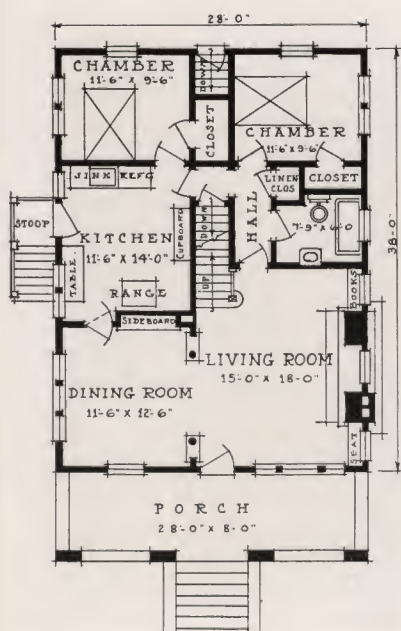 28'-0"
DOWN
CHAMBER
11'-6" X 9'-6"
CLOSET
CHAMBER
11'-6" X 9'-6"
SINK REFG
LINEN CLOS
CLOSET
38'-0"
STOOP
HALL
7'-9" X 6'-0
KITCHEN
11'-6" X 14'-0"
CUPBOARD
DOWN
UP
TABLE
RANGE
BOOKS
SIDEBOARD
LIVING ROOM
15'-0" X 18'-0"
DINING ROOM
11'-6" X 12'-6"
SEAT
PORCH
28'-0" X 8'-0"